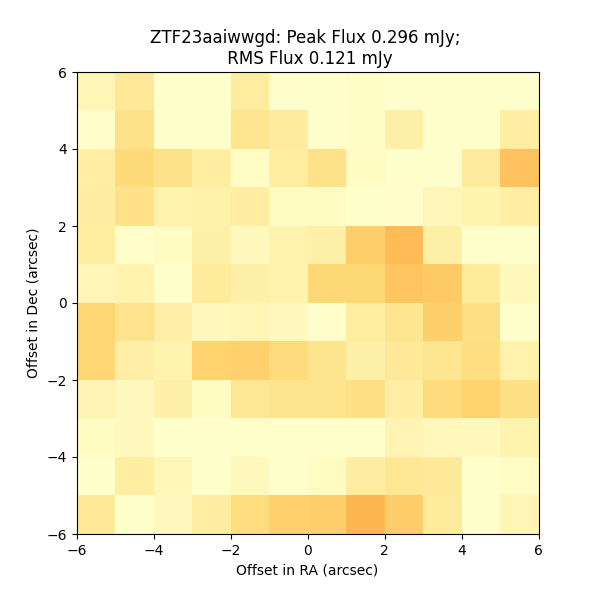 ZTF23aaiwwgd: Peak Flux 0.296 mJy;
RMS Flux 0.121 mJy
6
4
2
0
−2
−4
−6
Offset in Dec (arcsec)
−6 −4 −2 0 2 4 6
Offset in RA (arcsec)